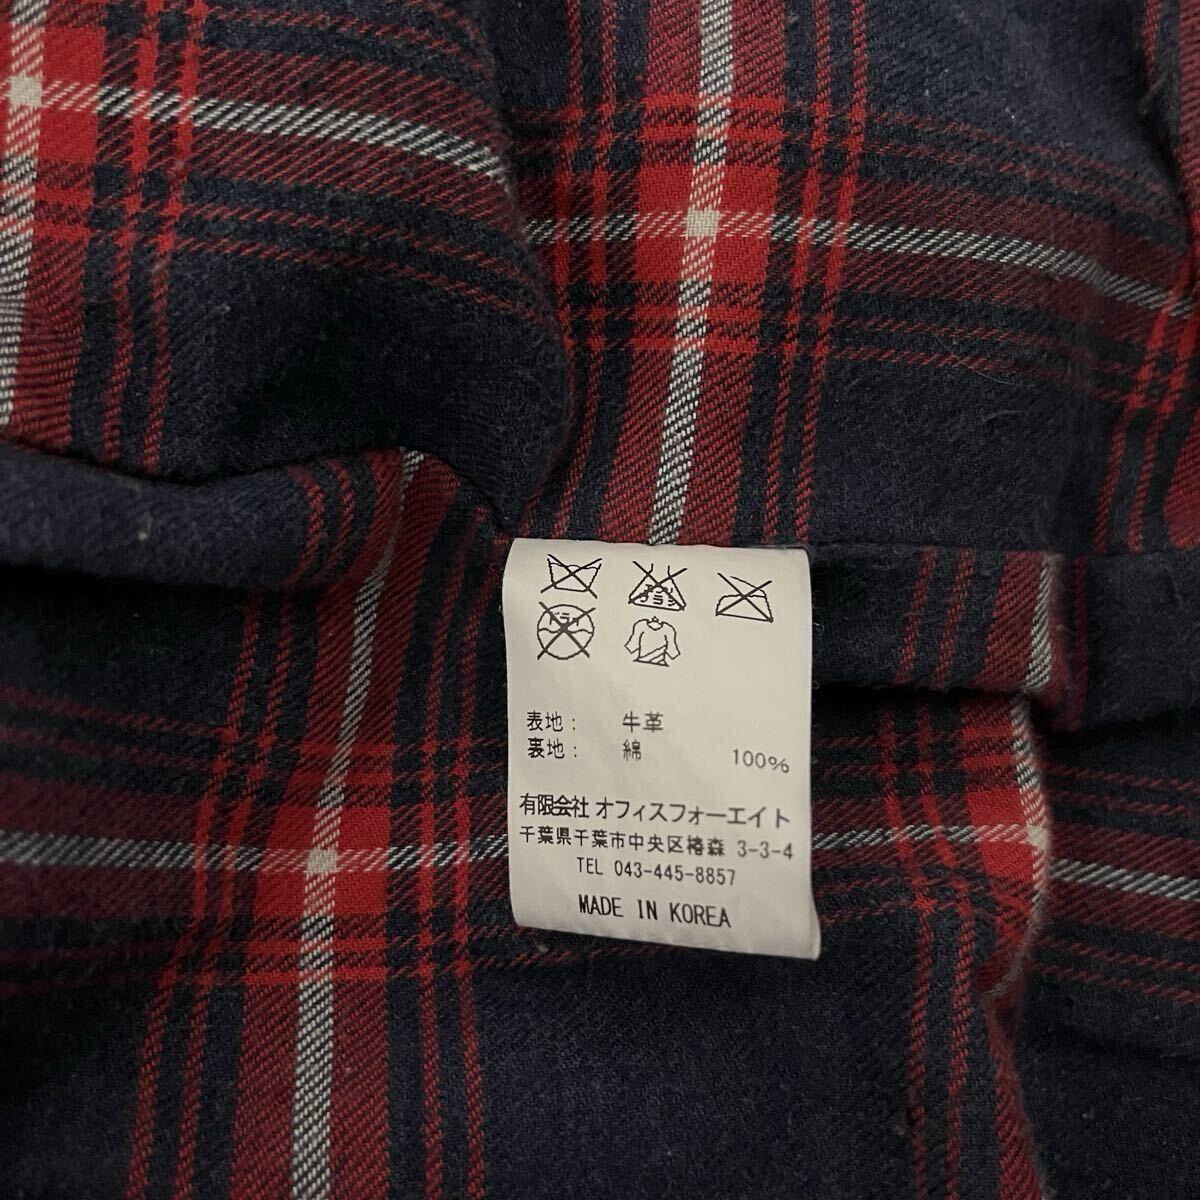 表地： 牛革
裏地： 綿 100%
有限会社 オフィスフォーエイト
千葉県千葉市中央区椿森 3-3-4
TEL 043-445-8857
MADE IN KOREA